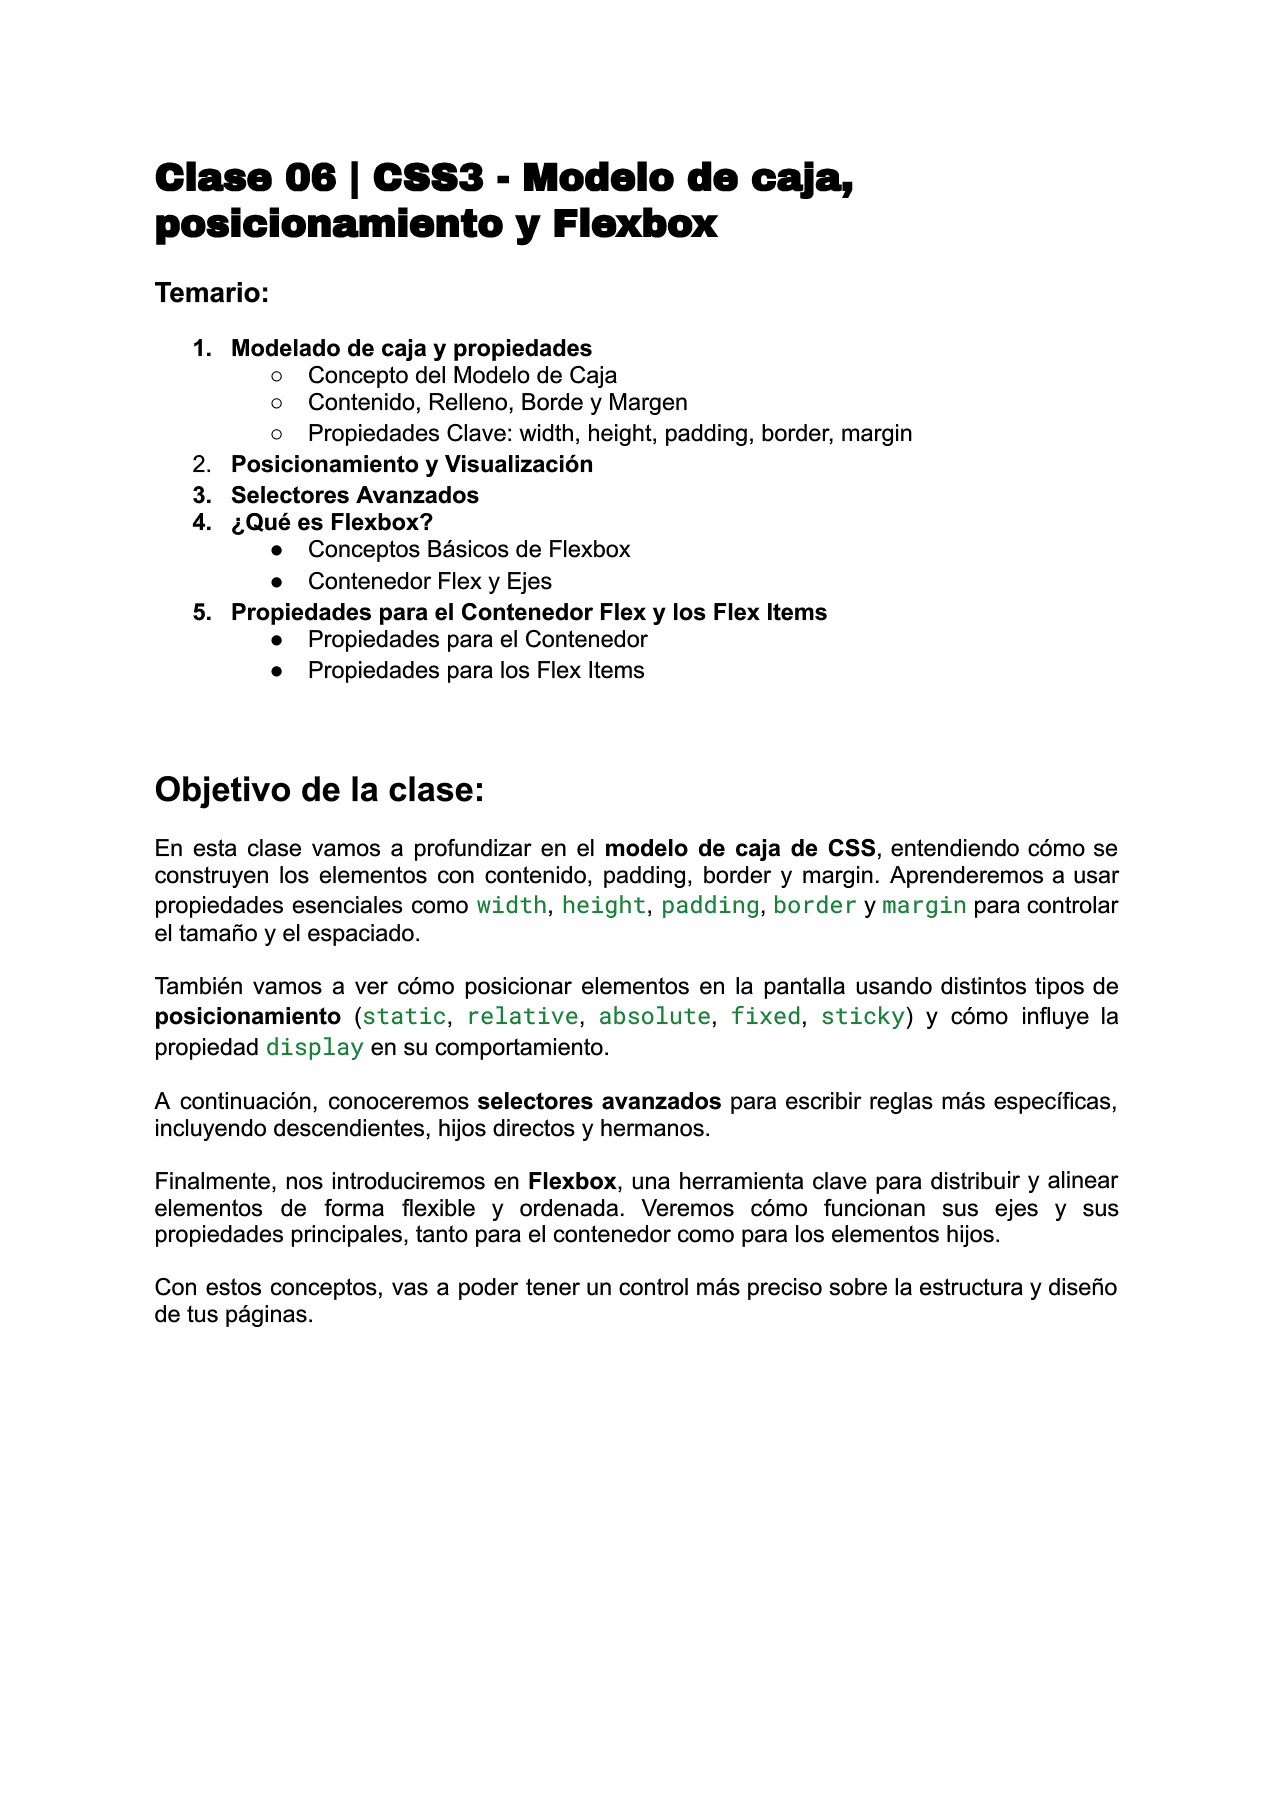 Clase 06 | CSS3 - Modelo de caja,
posicionamiento y Flexbox
Temario:
1. Modelado de caja y propiedades
○ Concepto del Modelo de Caja
○ Contenido, Relleno, Borde y Margen
○ Propiedades Clave: width, height, padding, border, margin
2. Posicionamiento y Visualización
3. Selectores Avanzados
4. ¿Qué es Flexbox?
● Conceptos Básicos de Flexbox
● Contenedor Flex y Ejes
5. Propiedades para el Contenedor Flex y los Flex Items
● Propiedades para el Contenedor
● Propiedades para los Flex Items
Objetivo de la clase:
En esta clase vamos a profundizar en el modelo de caja de CSS, entendiendo cómo se
construyen los elementos con contenido, padding, border y margin. Aprenderemos a usar
propiedades esenciales como width, height, padding, border y margin para controlar
el tamaño y el espaciado.
También vamos a ver cómo posicionar elementos en la pantalla usando distintos tipos de
posicionamiento (static, relative, absolute, fixed, sticky) y cómo influye la
propiedad display en su comportamiento.
A continuación, conoceremos selectores avanzados para escribir reglas más específicas,
incluyendo descendientes, hijos directos y hermanos.
Finalmente, nos introduciremos en Flexbox, una herramienta clave para distribuir y alinear
elementos de forma flexible y ordenada. Veremos cómo funcionan sus ejes y sus
propiedades principales, tanto para el contenedor como para los elementos hijos.
Con estos conceptos, vas a poder tener un control más preciso sobre la estructura y diseño
de tus páginas.